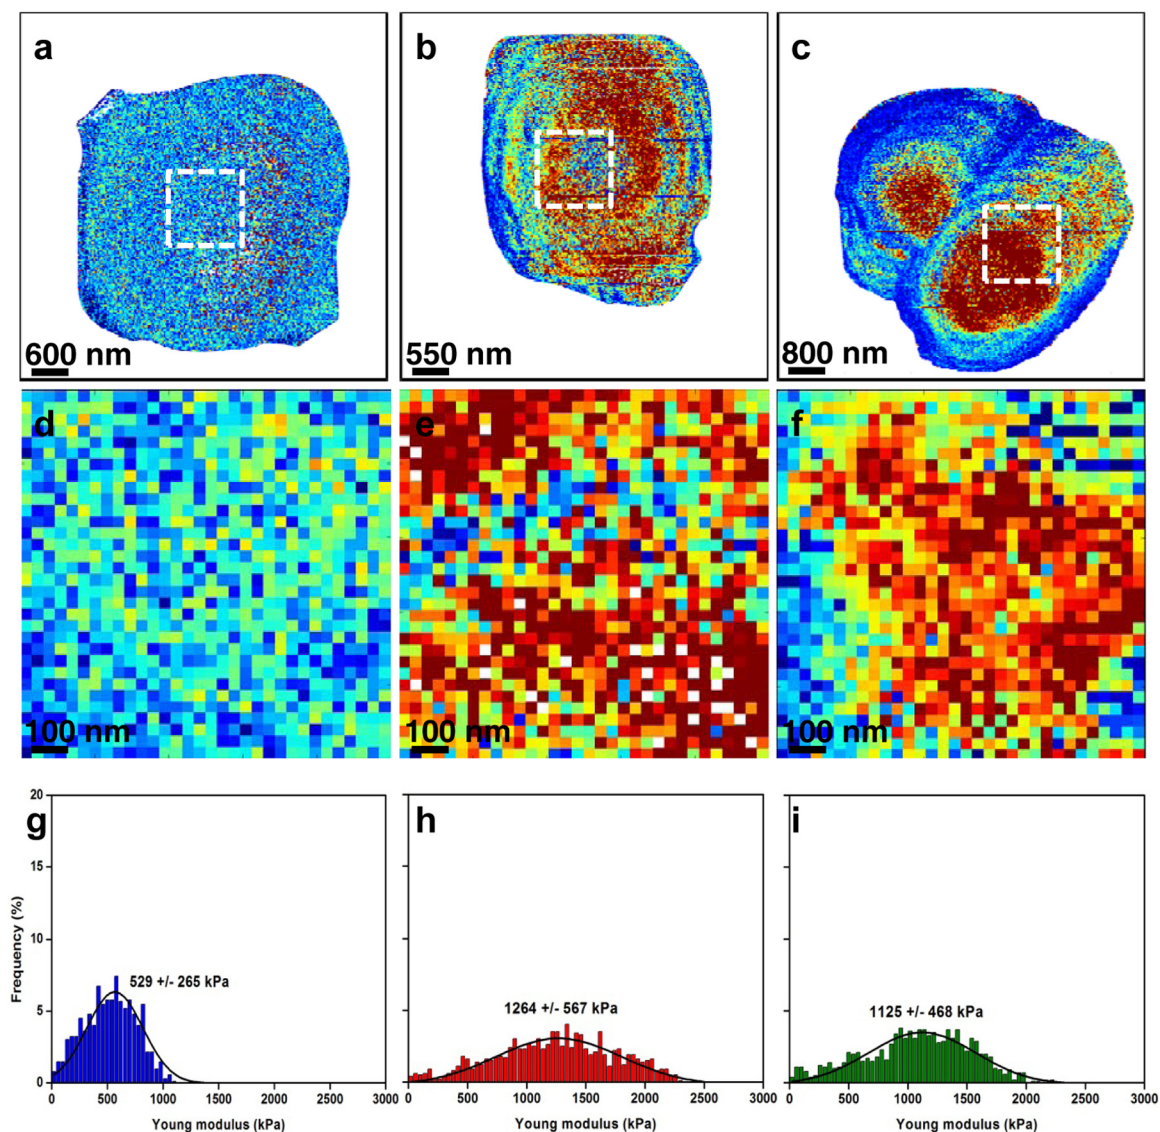 a
b
c
600 nm
550 nm
800 nm
d
e
f
100 nm
100 nm
100 nm
g
h
i
20
15
10
5
0
Frequency (%)
529 +/- 265 kPa
1264 +/- 567 kPa
1125 +/- 468 kPa
0 500 1000 1500 2000 2500 3000
0 500 1000 1500 2000 2500 3000
0 500 1000 1500 2000 2500 3000
Young modulus (kPa)
Young modulus (kPa)
Young modulus (kPa)